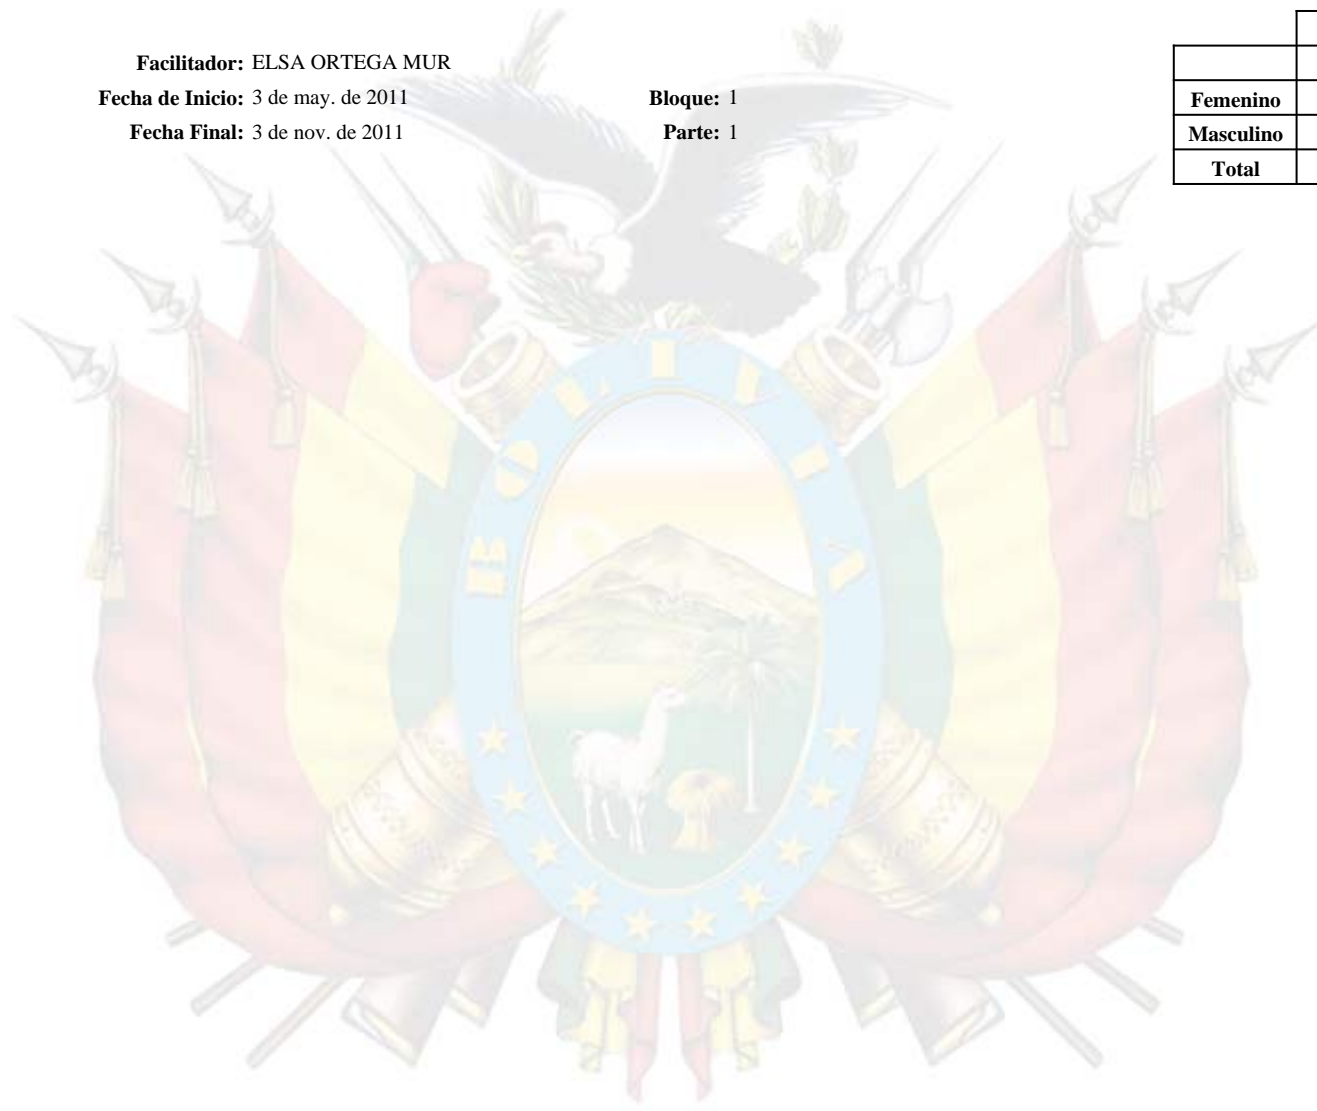 Facilitador: ELSA ORTEGA MUR
Fecha de Inicio: 3 de may. de 2011
Bloque: 1
Fecha Final: 3 de nov. de 2011
Parte: 1
Femenino
Masculino
Total
BOLIVIA